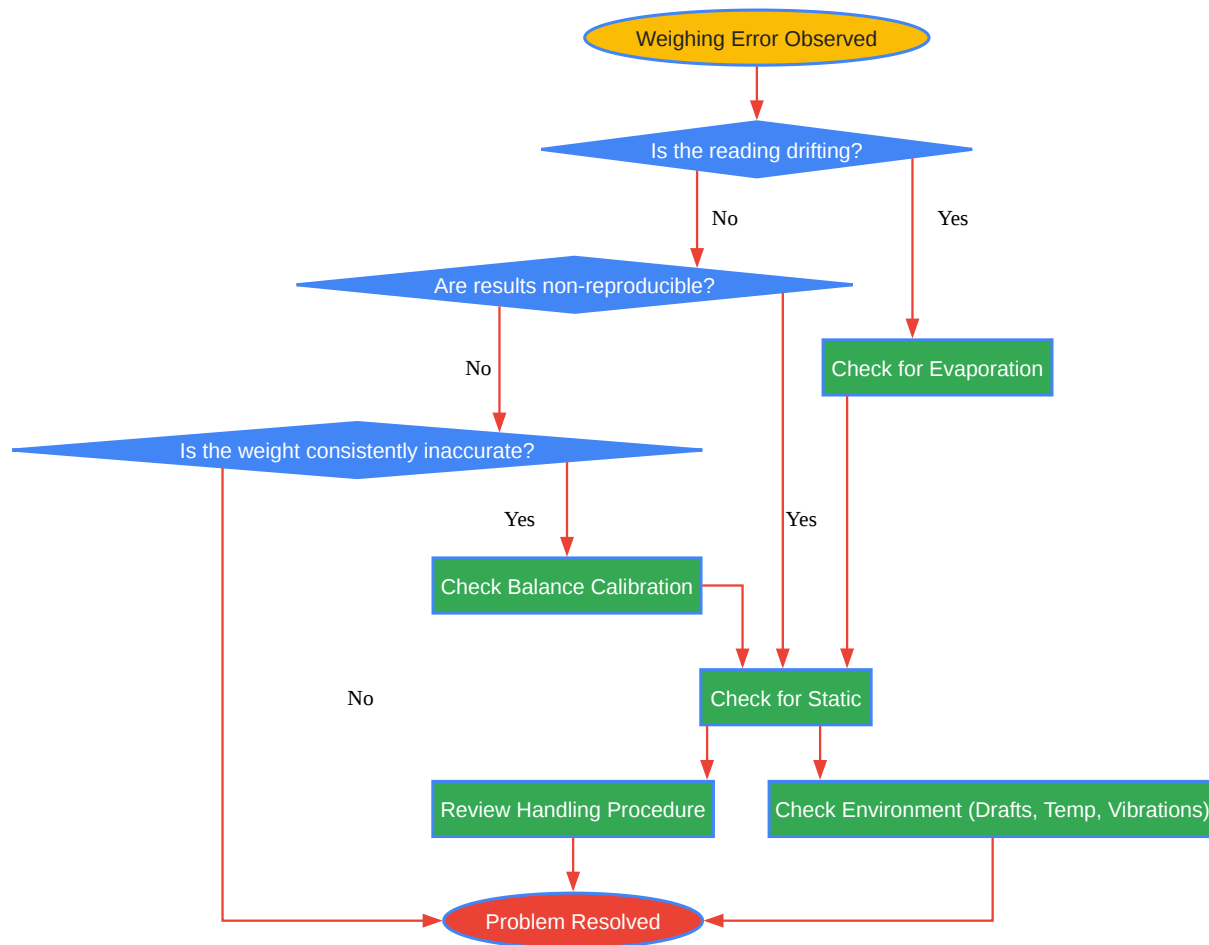 Weighing Error Observed
Is the reading drifting?
No
Yes
Are results non-reproducible?
No
Check for Evaporation
Is the weight consistently inaccurate?
Yes
Yes
Check Balance Calibration
No
Check for Static
Review Handling Procedure
Check Environment (Drafts, Temp, Vibrations)
Problem Resolved